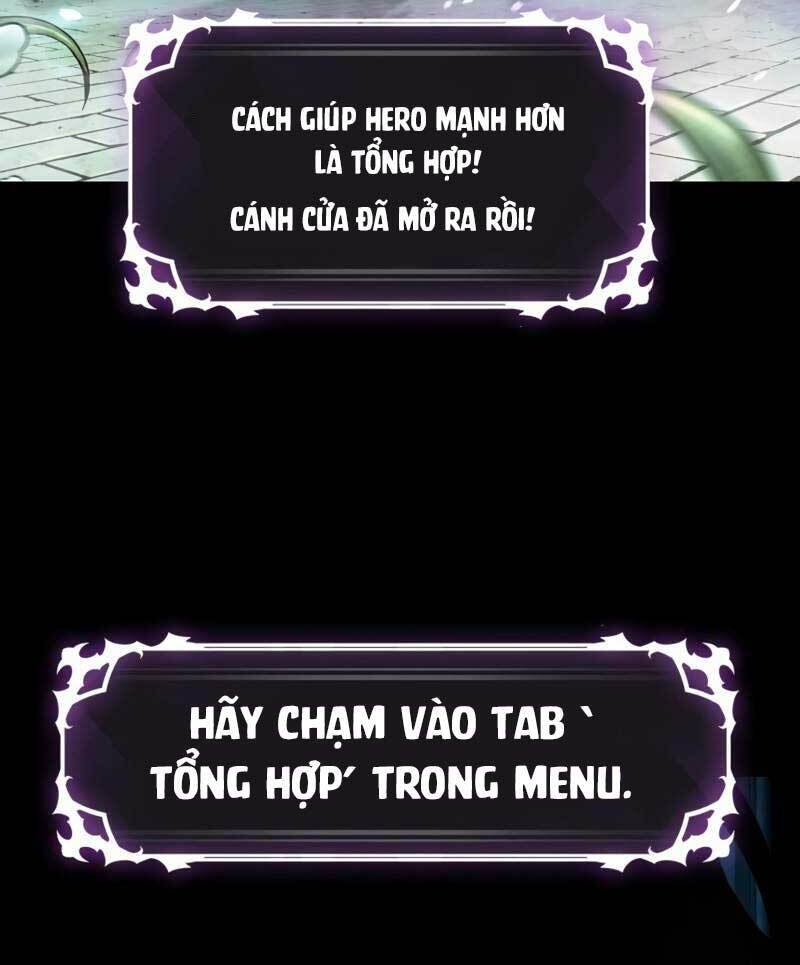 CÁCH GIÚP HERO MẠNH HƠN
LÀ TỔNG HỢP!
CÁNH CỬA ĐÃ MỞ RA RỒI!
HÃY CHẠM VÀO TAB `
TỔNG HỢP´ TRONG MENU.